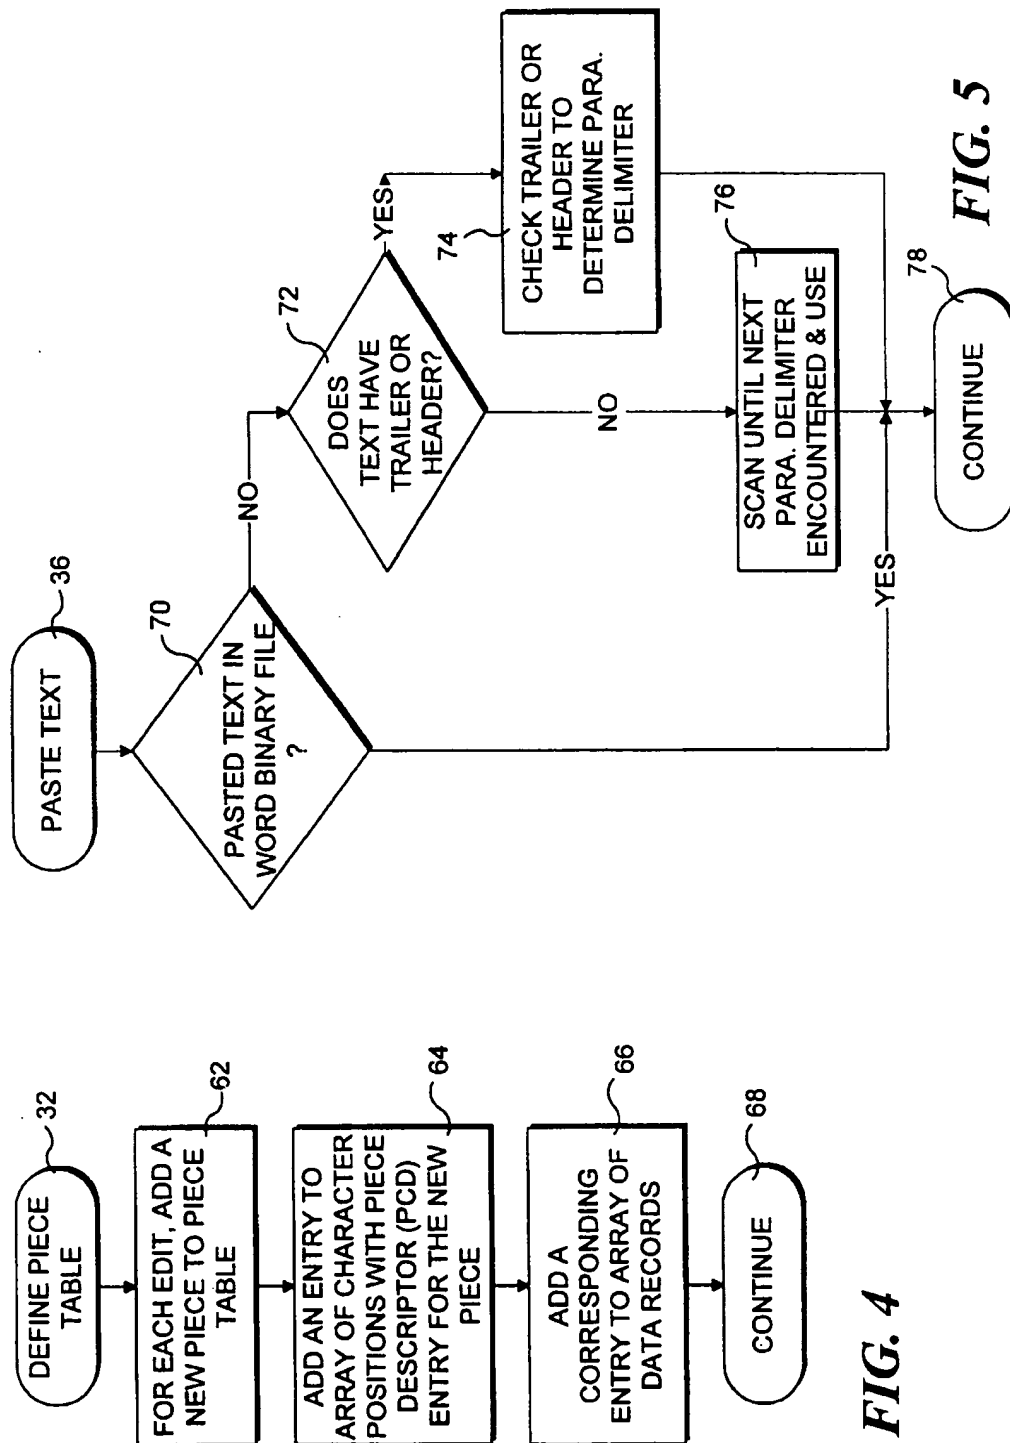 DEFINE PIECE
TABLE
32
FOR EACH EDIT, ADD A
NEW PIECE TO PIECE
TABLE
62
ADD AN ENTRY TO
ARRAY OF CHARACTER
POSITIONS WITH PIECE
DESCRIPTOR (PCD)
ENTRY FOR THE NEW
PIECE
64
ADD A
CORRESPONDING
ENTRY TO ARRAY OF
DATA RECORDS
66
CONTINUE
68
FIG. 4
PASTE TEXT
36
PASTED TEXT IN
WORD BINARY FILE
?
70
NO
YES
DOES
TEXT HAVE
TRAILER OR
HEADER?
72
YES
NO
CHECK TRAILER OR
HEADER TO
DETERMINE PARA.
DELIMITER
74
SCAN UNTIL NEXT
PARA. DELIMITER
ENCOUNTERED & USE
76
CONTINUE
78
FIG. 5